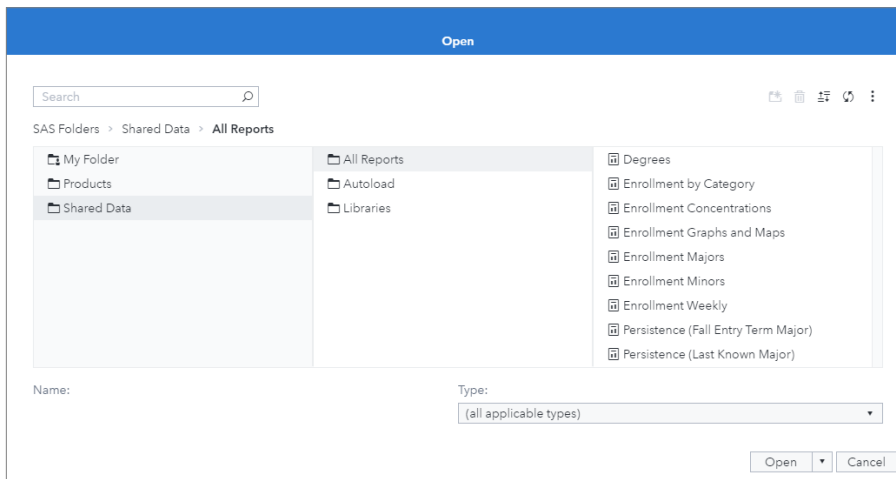 Open
Search
SAS Folders > Shared Data > All Reports
My Folder
Products
Shared Data
All Reports
Autoload
Libraries
Degrees
Enrollment by Category
Enrollment Concentrations
Enrollment Graphs and Maps
Enrollment Majors
Enrollment Minors
Enrollment Weekly
Persistence (Fall Entry Term Major)
Persistence (Last Known Major)
Name:
Type:
(all applicable types)
Open
Cancel